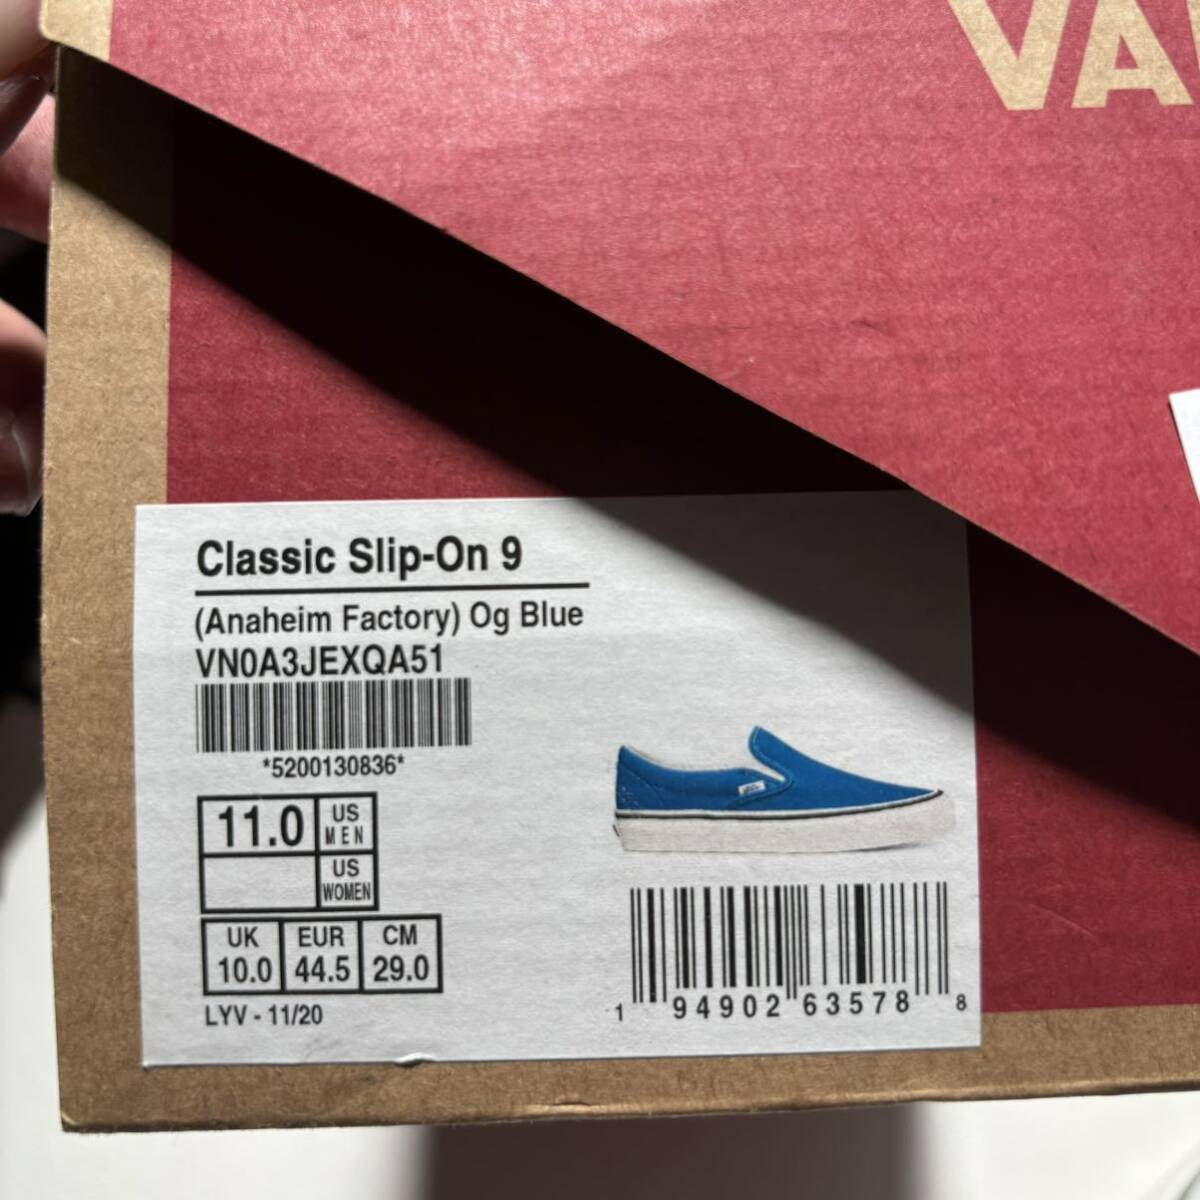 VA
Classic Slip-On 9
(Anaheim Factory) Og Blue
VN0A3JEXQA51
*5200130836*
11.0 US MEN
US WOMEN
UK EUR CM
10.0 44.5 29.0
LYV - 11/20
1 94902 63578 8